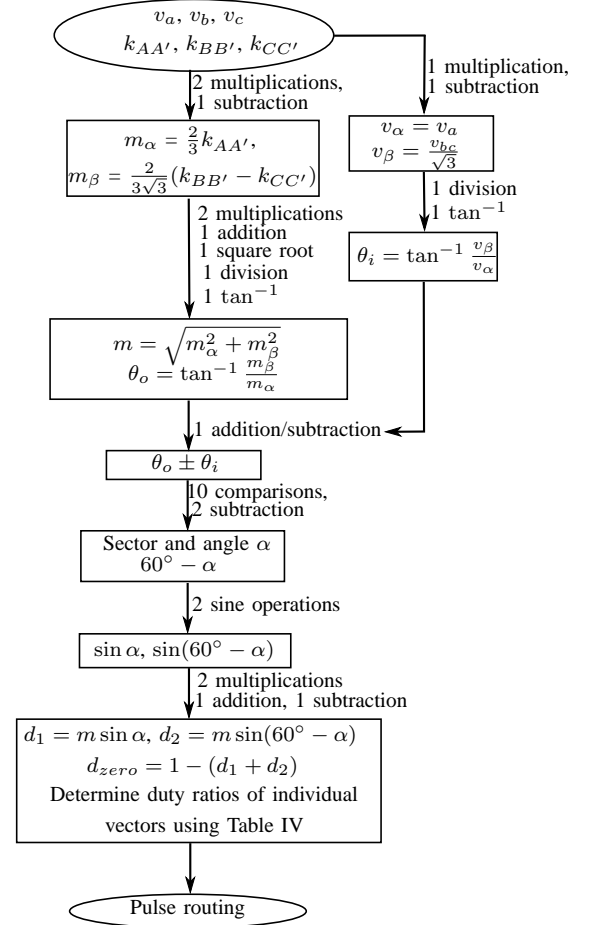 v_a, v_b, v_c
k_{AA'}, k_{BB'}, k_{CC'}
2 multiplications,
1 subtraction
1 multiplication,
1 subtraction
m_α = 2/3 k_{AA'},
m_β = 2/(3√3) (k_{BB'} − k_{CC'})
v_α = v_a
v_β = v_{bc}/√3
1 division
1 tan⁻¹
2 multiplications
1 addition
1 square root
1 division
1 tan⁻¹
θ_i = tan⁻¹ v_β/v_α
m = √(m_α² + m_β²)
θ_o = tan⁻¹ m_β/m_α
1 addition/subtraction
θ_o ± θ_i
10 comparisons,
2 subtraction
Sector and angle α
60° − α
2 sine operations
sin α, sin(60° − α)
2 multiplications
1 addition, 1 subtraction
d_1 = m sin α, d_2 = m sin(60° − α)
d_{zero} = 1 − (d_1 + d_2)
Determine duty ratios of individual
vectors using Table IV
Pulse routing